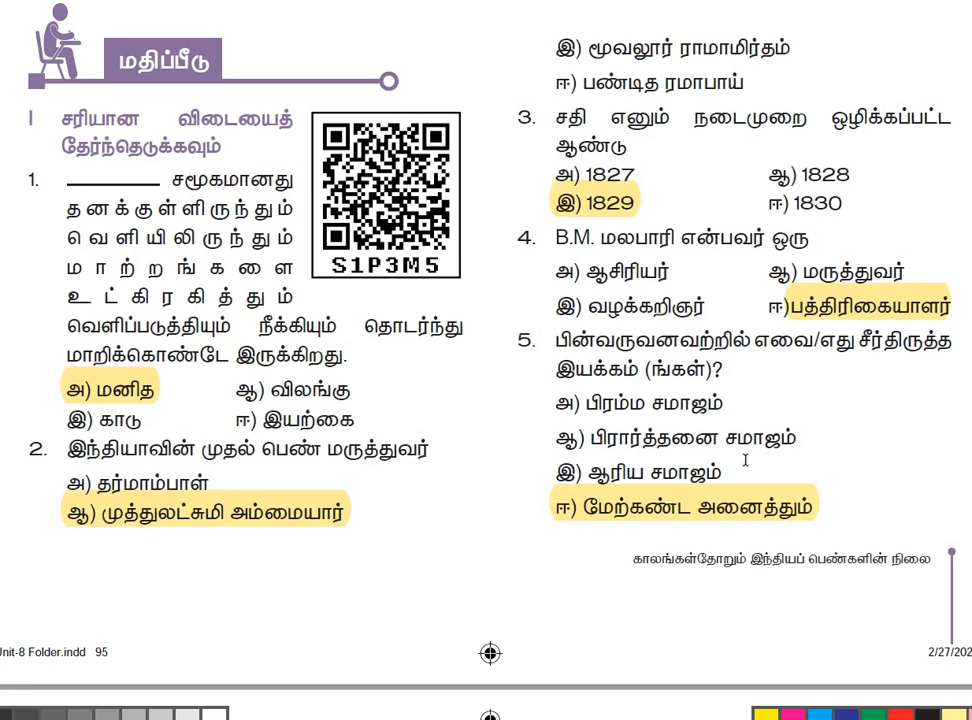 மதிப்பீடு
I சரியான விடையைத்
தேர்ந்தெடுக்கவும்
1. __________ சமூகமானது
தனக்குள்ளிருந்தும்
வெளியிலிருந்தும்
மாற்றங்களை
உட்கிரகித்தும்
வெளிப்படுத்தியும் நீக்கியும் தொடர்ந்து
மாறிக்கொண்டே இருக்கிறது.
அ) மனித ஆ) விலங்கு
இ) காடு ஈ) இயற்கை
2. இந்தியாவின் முதல் பெண் மருத்துவர்
அ) தர்மாம்பாள்
ஆ) முத்துலட்சுமி அம்மையார்
S1P3M5
இ) மூவலூர் ராமாமிர்தம்
ஈ) பண்டித ரமாபாய்
3. சதி எனும் நடைமுறை ஒழிக்கப்பட்ட
ஆண்டு
அ) 1827 ஆ) 1828
இ) 1829 ஈ) 1830
4. B.M. மலபாரி என்பவர் ஒரு
அ) ஆசிரியர் ஆ) மருத்துவர்
இ) வழக்கறிஞர் ஈ)பத்திரிகையாளர்
5. பின்வருவனவற்றில் எவை/எது சீர்திருத்த
இயக்கம் (ங்கள்)?
அ) பிரம்ம சமாஜம்
ஆ) பிரார்த்தனை சமாஜம்
இ) ஆரிய சமாஜம்
ஈ) மேற்கண்ட அனைத்தும்
காலங்கள்தோறும் இந்தியப் பெண்களின் நிலை
Unit-8 Folder.indd 95
2/27/202